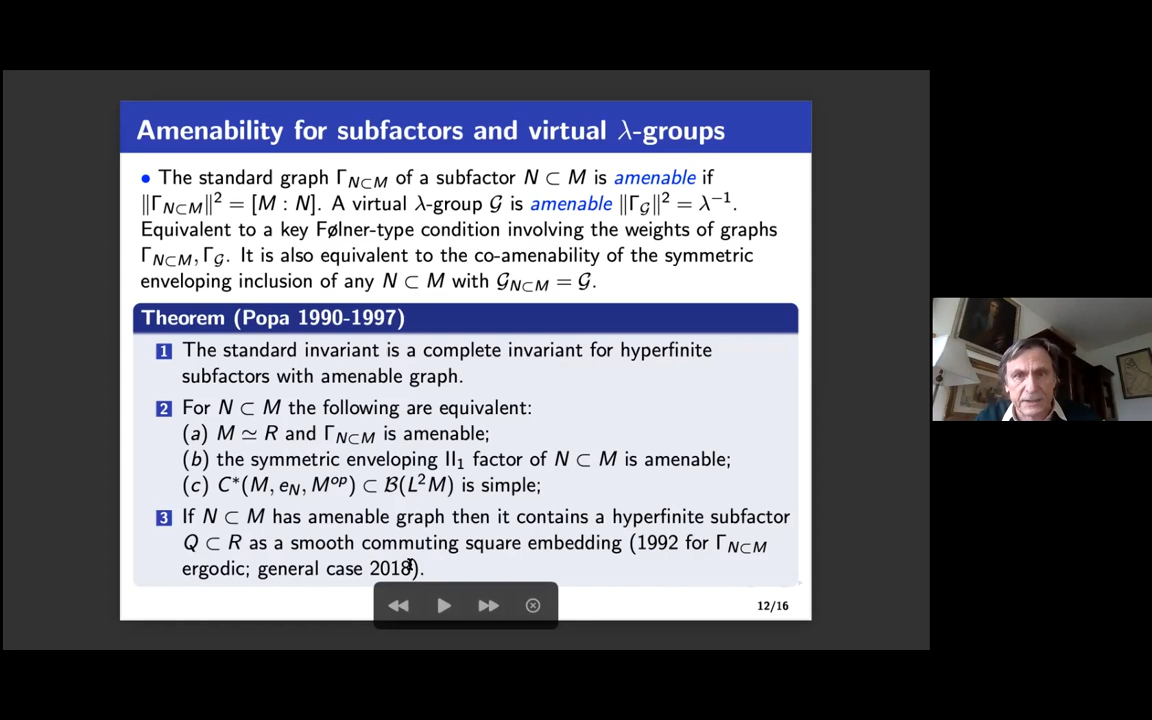 Amenability for subfactors and virtual λ-groups
• The standard graph Γ_{N⊂M} of a subfactor N ⊂ M is amenable if
‖Γ_{N⊂M}‖² = [M : N]. A virtual λ-group 𝒢 is amenable ‖Γ_𝒢‖² = λ⁻¹.
Equivalent to a key Følner-type condition involving the weights of graphs
Γ_{N⊂M}, Γ_𝒢. It is also equivalent to the co-amenability of the symmetric
enveloping inclusion of any N ⊂ M with 𝒢_{N⊂M} = 𝒢.
Theorem (Popa 1990-1997)
1 The standard invariant is a complete invariant for hyperfinite
subfactors with amenable graph.
2 For N ⊂ M the following are equivalent:
(a) M ≃ R and Γ_{N⊂M} is amenable;
(b) the symmetric enveloping II₁ factor of N ⊂ M is amenable;
(c) C*(M, e_N, M^{op}) ⊂ ℬ(L²M) is simple;
3 If N ⊂ M has amenable graph then it contains a hyperfinite subfactor
Q ⊂ R as a smooth commuting square embedding (1992 for Γ_{N⊂M}
ergodic; general case 2018).
12/16